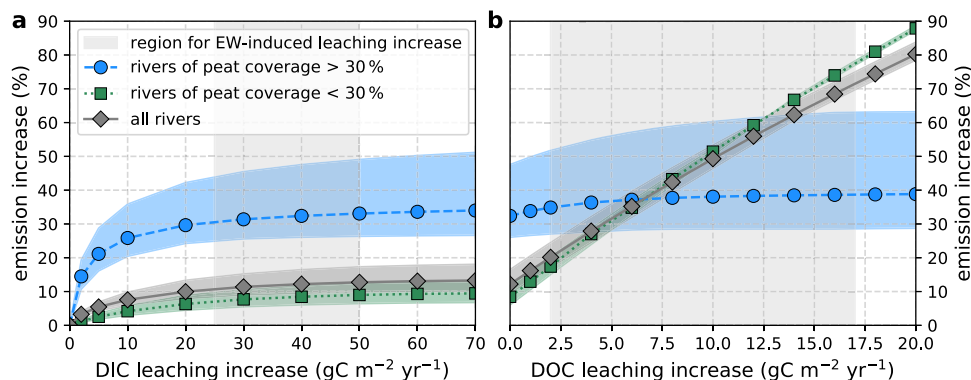 a
b
90
80
70
60
50
40
30
20
10
0
emission increase (%)
region for EW-induced leaching increase
rivers of peat coverage > 30 %
rivers of peat coverage < 30 %
all rivers
0 10 20 30 40 50 60 70
DIC leaching increase (gC m⁻² yr⁻¹)
0.0 2.5 5.0 7.5 10.0 12.5 15.0 17.5 20.0
DOC leaching increase (gC m⁻² yr⁻¹)
90
80
70
60
50
40
30
20
10
0
emission increase (%)